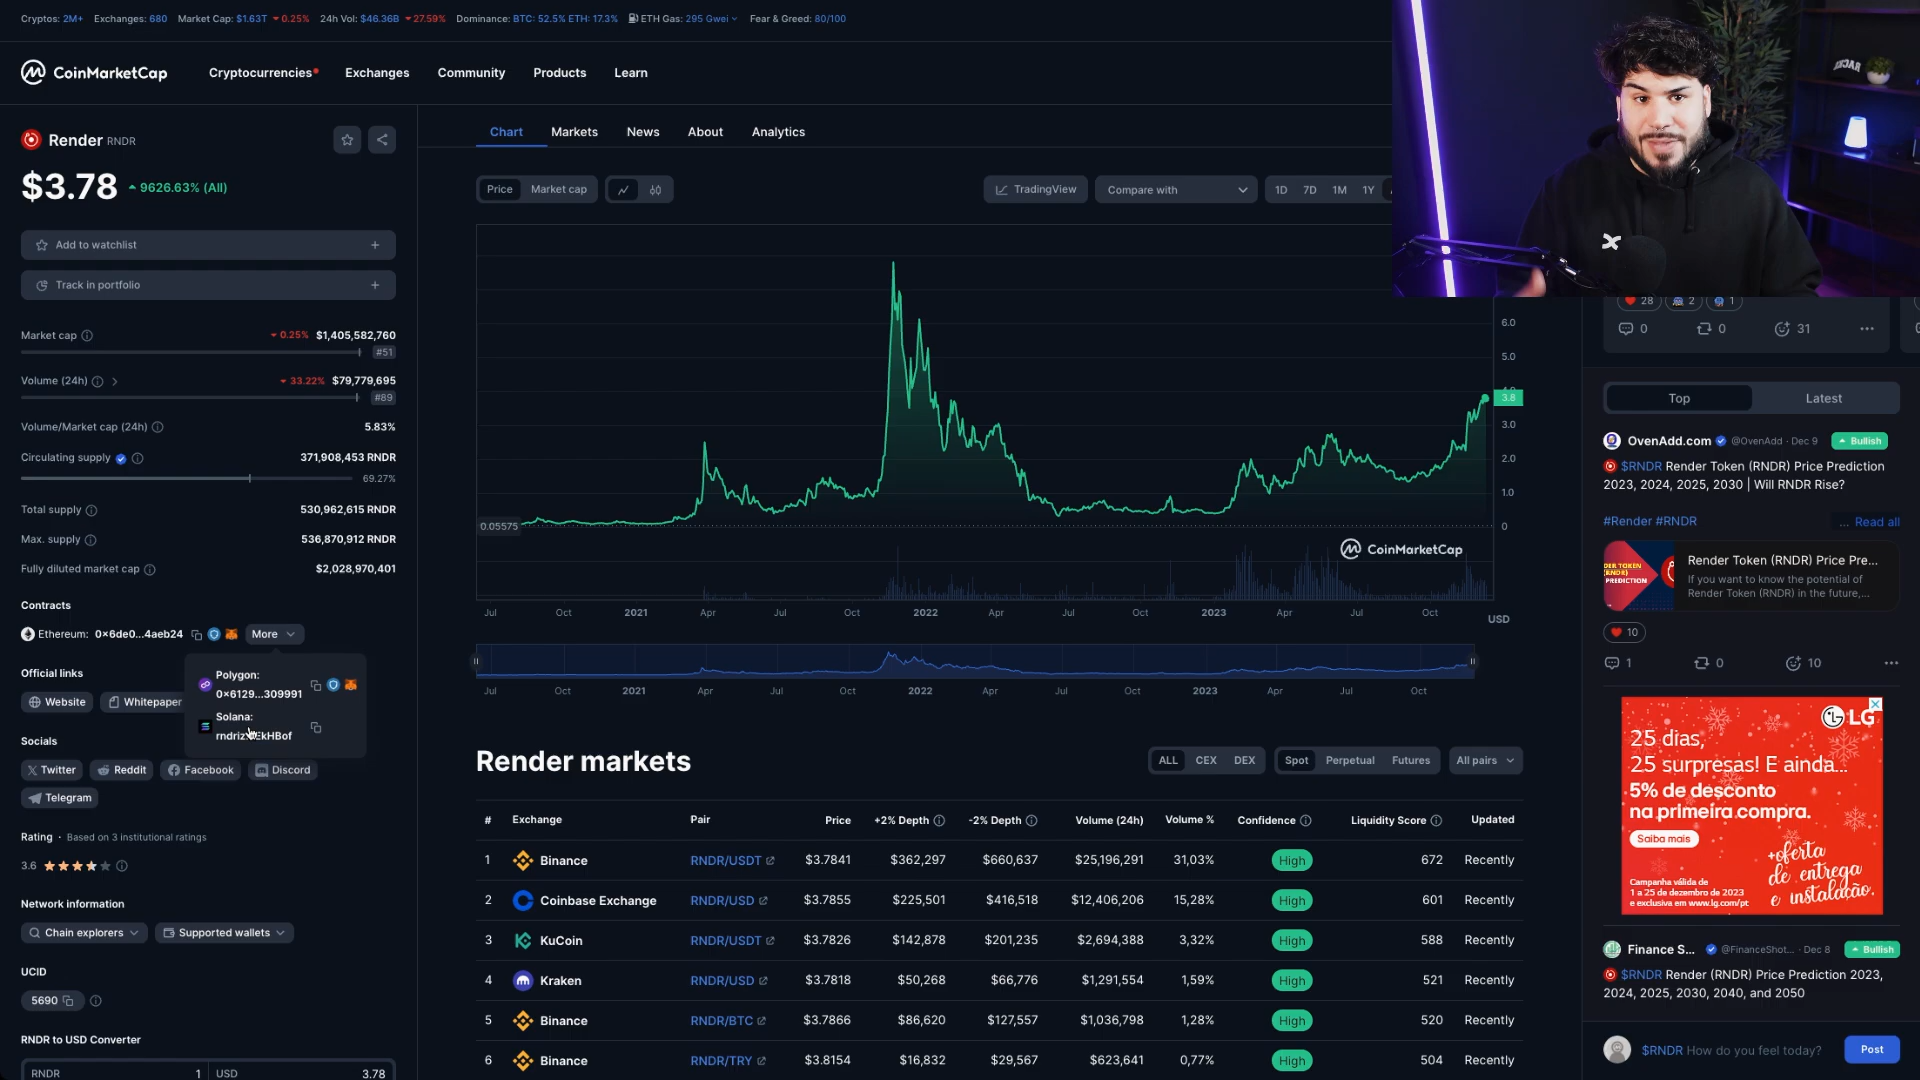 Cryptos: 2M+ Exchanges: 680 Market Cap: $1.63T 0.25% 24h Vol: $46.36B 27.59% Dominance: BTC: 52.5% ETH: 17.3% ETH Gas: 295 Gwei Fear & Greed: 80/100
CoinMarketCap Cryptocurrencies Exchanges Community Products Learn
Render RNDR
$3.78 9626.63% (All)
Add to watchlist +
Track in portfolio +
Market cap 0.25% $1,405,582,760
#51
Volume (24h) 33.22% $79,779,695
#89
Volume/Market cap (24h) 5.83%
Circulating supply 371,908,453 RNDR
69.27%
Total supply 530,962,615 RNDR
Max. supply 536,870,912 RNDR
Fully diluted market cap $2,028,970,401
Contracts
Ethereum: 0x6de0...4aeb24 More
Polygon:
0x6129...309991
Solana:
Official links
Website Whitepaper
Socials
Twitter Reddit Facebook Discord
Telegram
Rating · Based on 3 institutional ratings
3.6
Network information
Chain explorers Supported wallets
UCID
5690
RNDR to USD Converter
RNDR 1 USD 3.78
Chart Markets News About Analytics
Price Market cap TradingView Compare with 1D 7D 1M 1Y
6.0
5.0
3.8
3.0
2.0
1.0
0
0.05575
CoinMarketCap
Jul Oct 2021 Apr Jul Oct 2022 Apr Jul Oct 2023 Apr Jul Oct
USD
Jul Oct 2021 Apr Jul Oct 2022 Apr Jul Oct 2023 Apr Jul Oct
Render markets ALL CEX DEX Spot Perpetual Futures All pairs
# Exchange Pair Price +2% Depth -2% Depth Volume (24h) Volume % Confidence Liquidity Score Updated
1 Binance RNDR/USDT $3.7841 $362,297 $660,637 $25,196,291 31,03% High 672 Recently
2 Coinbase Exchange RNDR/USD $3.7855 $225,501 $416,518 $12,406,206 15,28% High 601 Recently
3 KuCoin RNDR/USDT $3.7826 $142,878 $201,235 $2,694,388 3,32% High 588 Recently
4 Kraken RNDR/USD $3.7818 $50,268 $66,776 $1,291,554 1,59% High 521 Recently
5 Binance RNDR/BTC $3.7866 $86,620 $127,557 $1,036,798 1,28% High 520 Recently
6 Binance RNDR/TRY $3.8154 $16,832 $29,567 $623,641 0,77% High 504 Recently
28 2 1
0 0 31
Top Latest
OvenAdd.com @OvenAdd · Dec 9 Bullish
$RNDR Render Token (RNDR) Price Prediction
2023, 2024, 2025, 2030 | Will RNDR Rise?
#Render #RNDR ... Read all
DER TOKEN
(RNDR)
PREDICTION
Render Token (RNDR) Price Pre...
If you want to know the potential of
Render Token (RNDR) in the future,...
10
1 0 10
LG
25 dias,
25 surpresas! E ainda...
5% de desconto
na primeira compra.
Saiba mais
+oferta
de entrega
e instalação.
Campanha válida de
1 a 25 de dezembro de 2023
e exclusiva em www.lg.com/pt
Finance S... @FinanceShot... · Dec 8 Bullish
$RNDR Render (RNDR) Price Prediction 2023,
2024, 2025, 2030, 2040, and 2050
$RNDR How do you feel today? Post